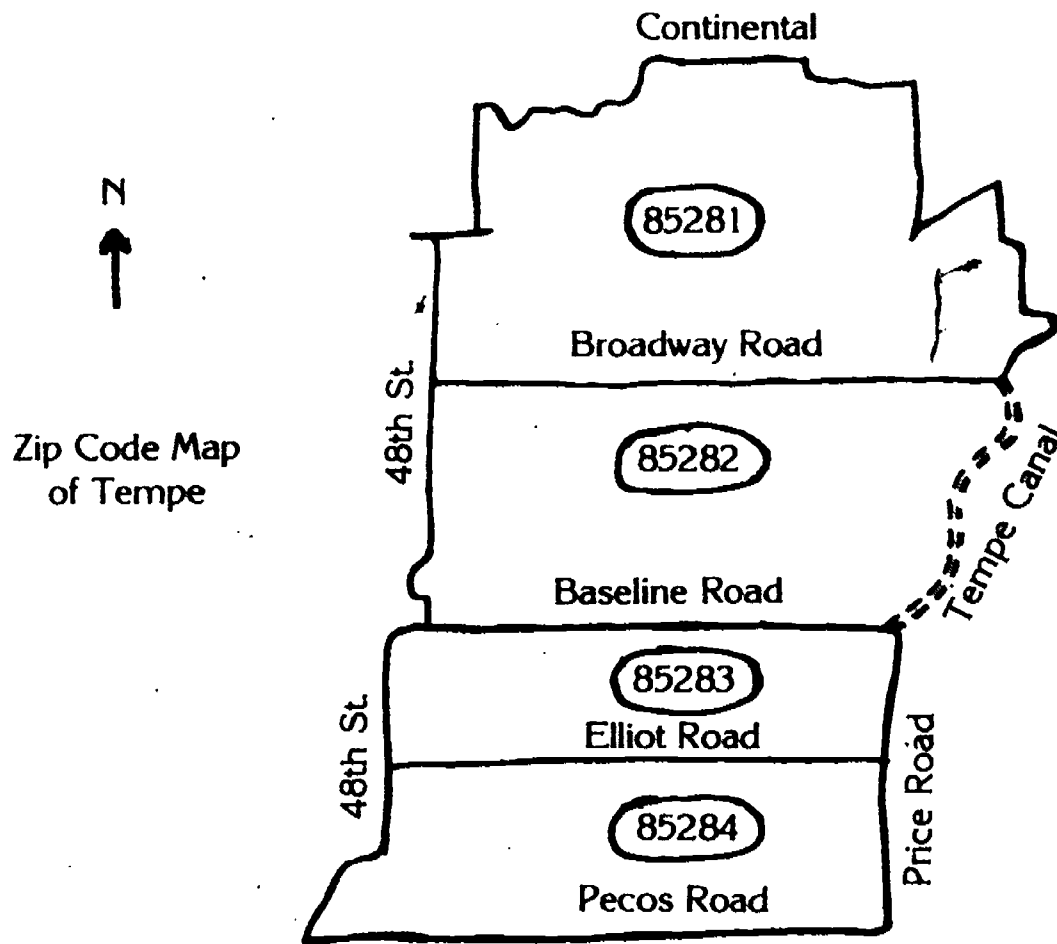 Continental
N
85281
Broadway Road
48th St.
Zip Code Map
of Tempe
85282
Tempe Canal
Baseline Road
85283
Elliot Road
48th St.
Price Road
85284
Pecos Road